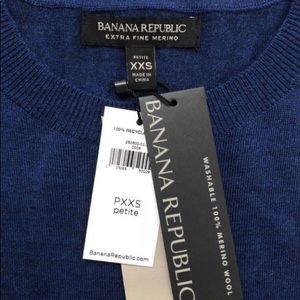 BANANA REPUBLIC
EXTRA FINE MERINO
PETITE
XXS
MADE IN
CHINA
100% RECYCLA
PXXS
petite
BananaRepublic.com
BANANA REPUBLIC
WASHABLE 100% MERINO WOOL